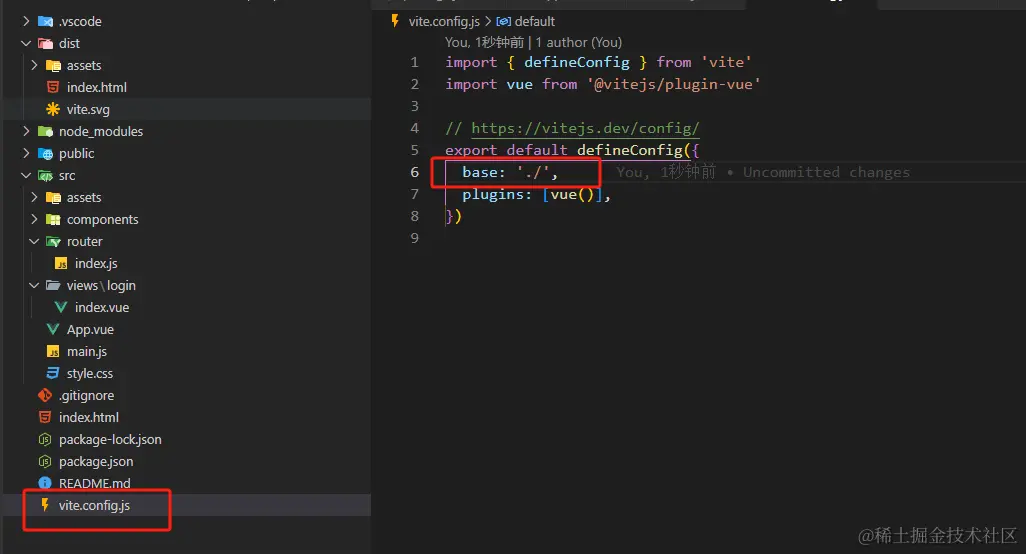 .vscode
dist
assets
index.html
vite.svg
node_modules
public
src
assets
components
router
index.js
views\login
index.vue
App.vue
main.js
style.css
.gitignore
index.html
package-lock.json
package.json
README.md
vite.config.js
vite.config.js > default
You, 1秒钟前 | 1 author (You)
1 import { defineConfig } from 'vite'
2 import vue from '@vitejs/plugin-vue'
3
4 // https://vitejs.dev/config/
5 export default defineConfig({
6 base: './', You, 1秒钟前 • Uncommitted changes
7 plugins: [vue()],
8 })
9
@稀土掘金技术社区